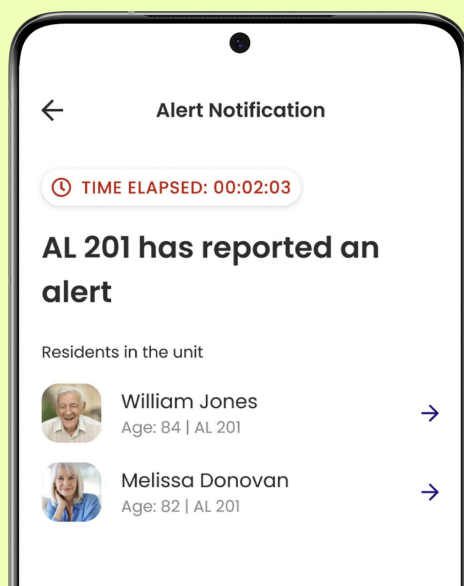 Alert Notification
TIME ELAPSED: 00:02:03
AL 201 has reported an
alert
Residents in the unit
William Jones
Age: 84 | AL 201
Melissa Donovan
Age: 82 | AL 201